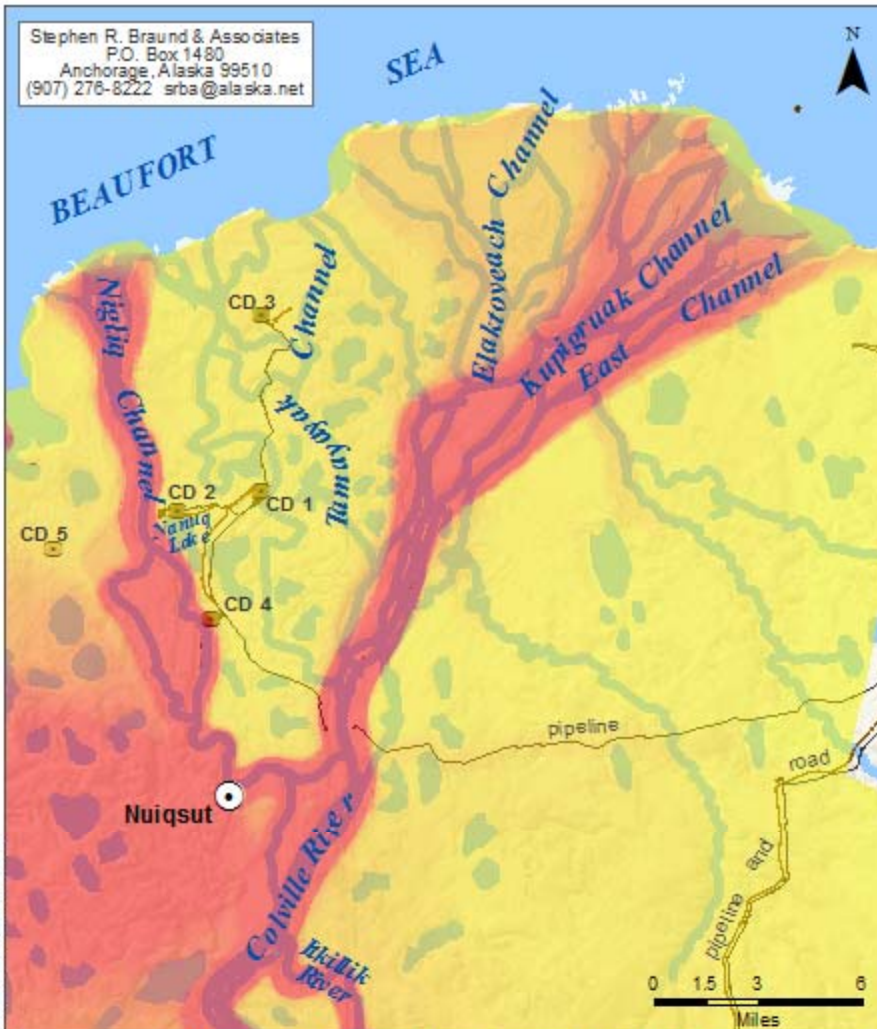 Stephen R. Braund & Associates
P.O. Box 1480
Anchorage, Alaska 99510
(907) 276-8222 srba@alaska.net
N
BEAUFORT SEA
Nigliq Channel
CD 3
Tamayayak Channel
Elaktoveach Channel
Kupigruak Channel
East Channel
CD 2
CD 1
Nanuq
Lake
CD 5
CD 4
pipeline
road
Nuiqsut
Colville River
pipeline and
Itkillik
River
0 1.5 3 6
Miles